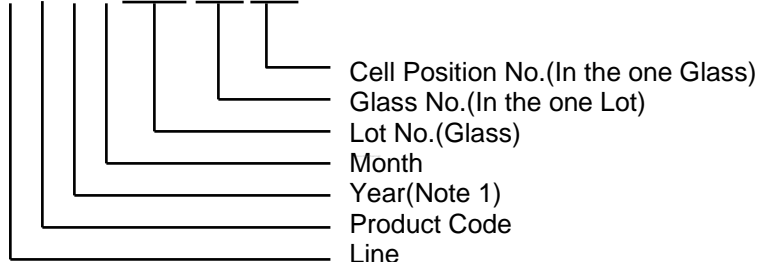 Cell Position No.(In the one Glass)
Glass No.(In the one Lot)
Lot No.(Glass)
Month
Year(Note 1)
Product Code
Line